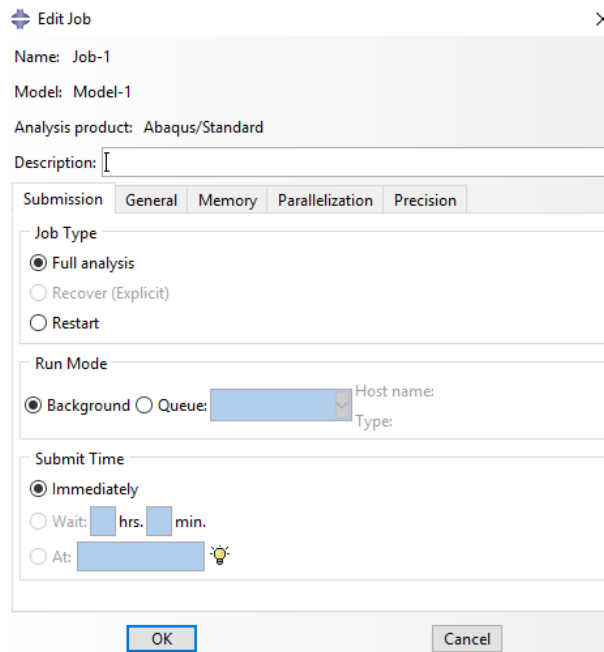 Edit Job
Name: Job-1
Model: Model-1
Analysis product: Abaqus/Standard
Description:
Submission General Memory Parallelization Precision
Job Type
Full analysis
Recover (Explicit)
Restart
Run Mode
Background Queue: Host name:
Type:
Submit Time
Immediately
Wait: hrs. min.
At:
OK Cancel